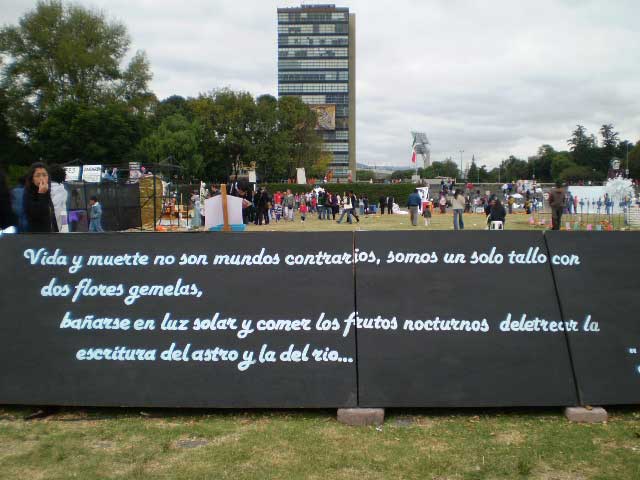 Vida y muerte no son mundos contrarios, somos un solo tallo con
dos flores gemelas,
bañarse en luz solar y comer los frutos nocturnos deletrear la
escritura del astro y la del rio...